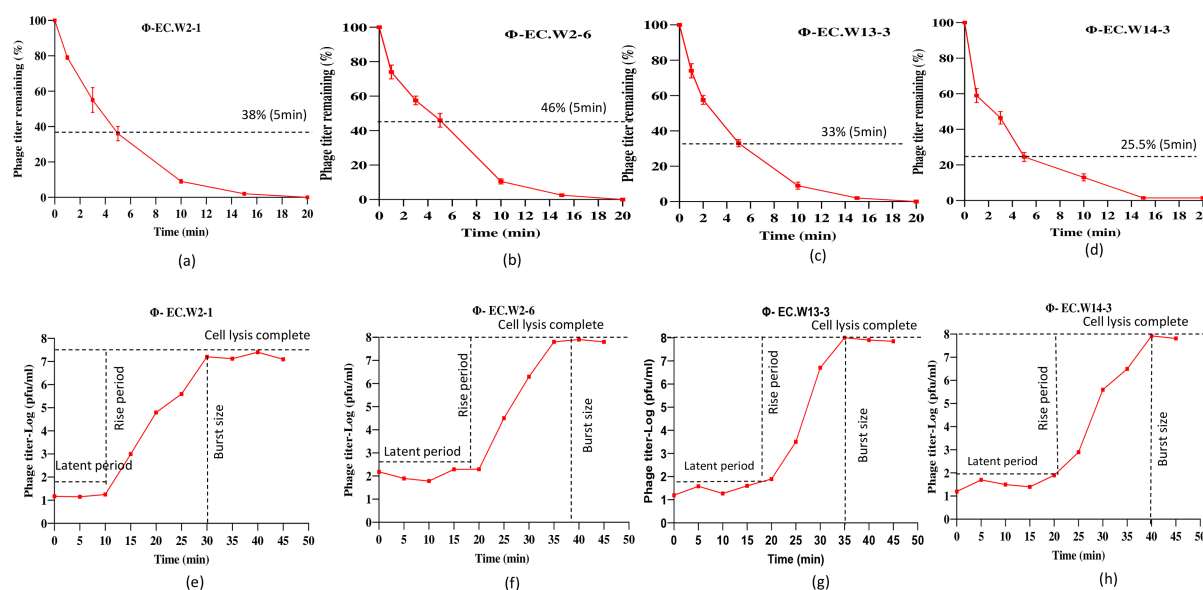 Φ-EC.W2-1
Phage titer remaining (%)
100
80
60
40
20
0
38% (5min)
0 2 4 6 8 10 12 14 16 18 20
Time (min)
(a)
Φ-EC.W2-6
Phage titer remaining (%)
100
80
60
40
20
0
46% (5min)
0 2 4 6 8 10 12 14 16 18 20
Time (min)
(b)
Φ-EC.W13-3
Phage titer remaining (%)
100
80
60
40
20
0
33% (5min)
0 2 4 6 8 10 12 14 16 18 20
Time (min)
(c)
Φ-EC.W14-3
Phage titer remaining (%)
100
80
60
40
20
0
25.5% (5min)
0 2 4 6 8 10 12 14 16 18 2
Time (min)
(d)
Φ- EC.W2-1
Cell lysis complete
Phage titer-Log (pfu/ml)
8
7
6
5
4
3
2
1
0
Latent period
Rise period
Burst size
0 5 10 15 20 25 30 35 40 45 50
Time (min)
(e)
Φ- EC.W2-6
Cell lysis complete
Phage titer-Log (pfu/ml)
8
7
6
5
4
3
2
1
0
Latent period
Rise period
Burst size
0 5 10 15 20 25 30 35 40 45 50
Time (min)
(f)
Φ- EC.W13-3
Cell lysis complete
Phage titer-Log (pfu/ml)
8
7
6
5
4
3
2
1
0
Latent period
Rise period
Burst size
0 5 10 15 20 25 30 35 40 45 50
Time (min)
(g)
Φ- EC.W14-3
Cell lysis complete
Phage titer-Log (pfu/ml)
8
7
6
5
4
3
2
1
0
Latent period
Rise period
Burst size
0 5 10 15 20 25 30 35 40 45 50
Time (min)
(h)